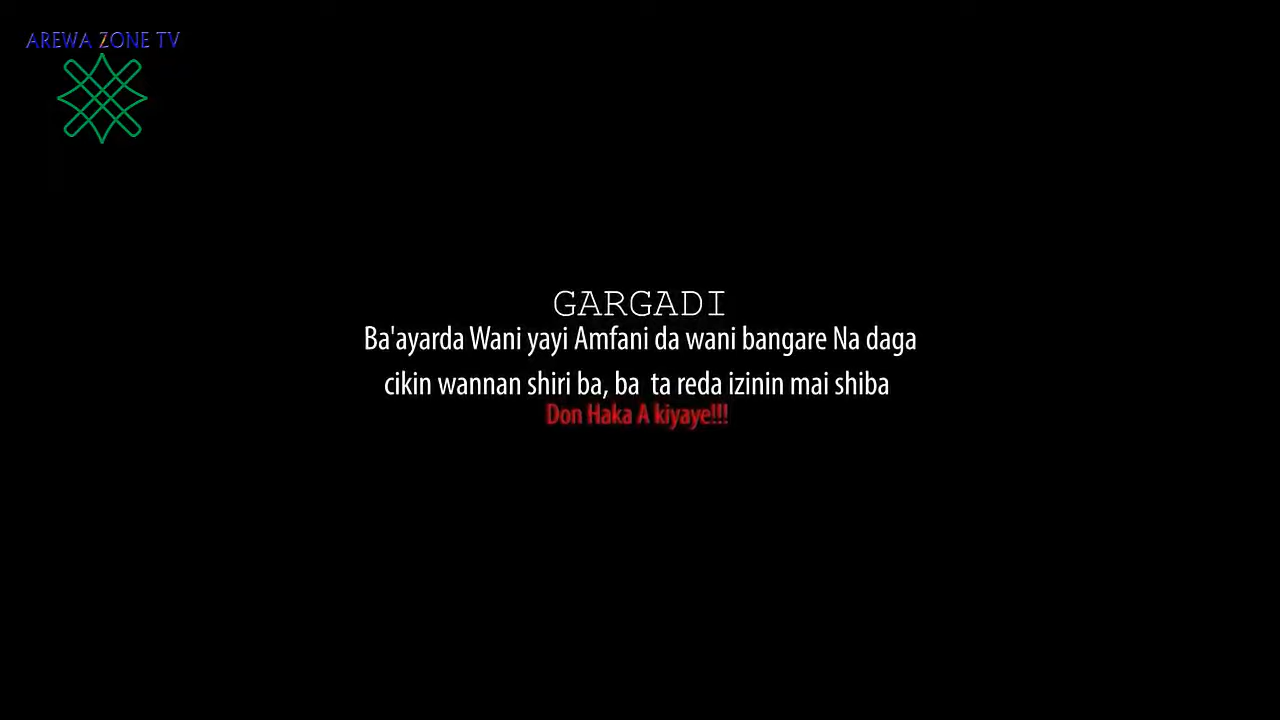 AREWA ZONE TV
GARGADI
Ba'ayarda Wani yayi Amfani da wani bangare Na daga
cikin wannan shiri ba, ba ta reda izinin mai shiba
Don Haka A kiyaye!!!